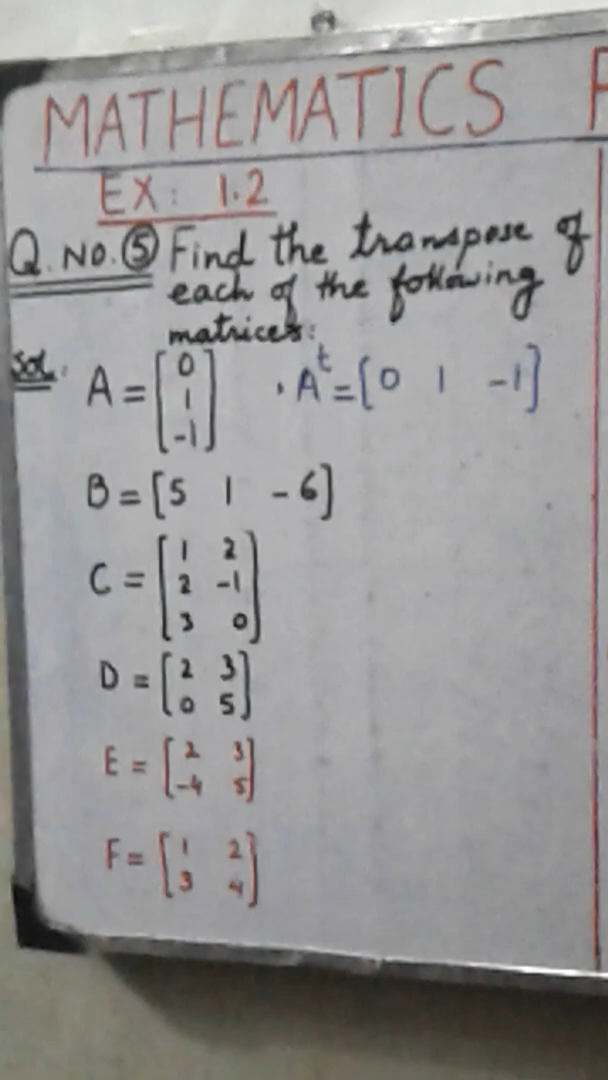 MATHEMATICS
EX: 1.2
Q. NO. ⑤ Find the transpose of
each of the following
matrices:
Sol: A = [0 1 -1] , Aᵗ = [0 1 -1]
B = [5 1 -6]
C = [1 2
2 -1
3 0]
D = [2 3
0 5]
E = [2 3
-4 5]
F = [1 2
3 4]